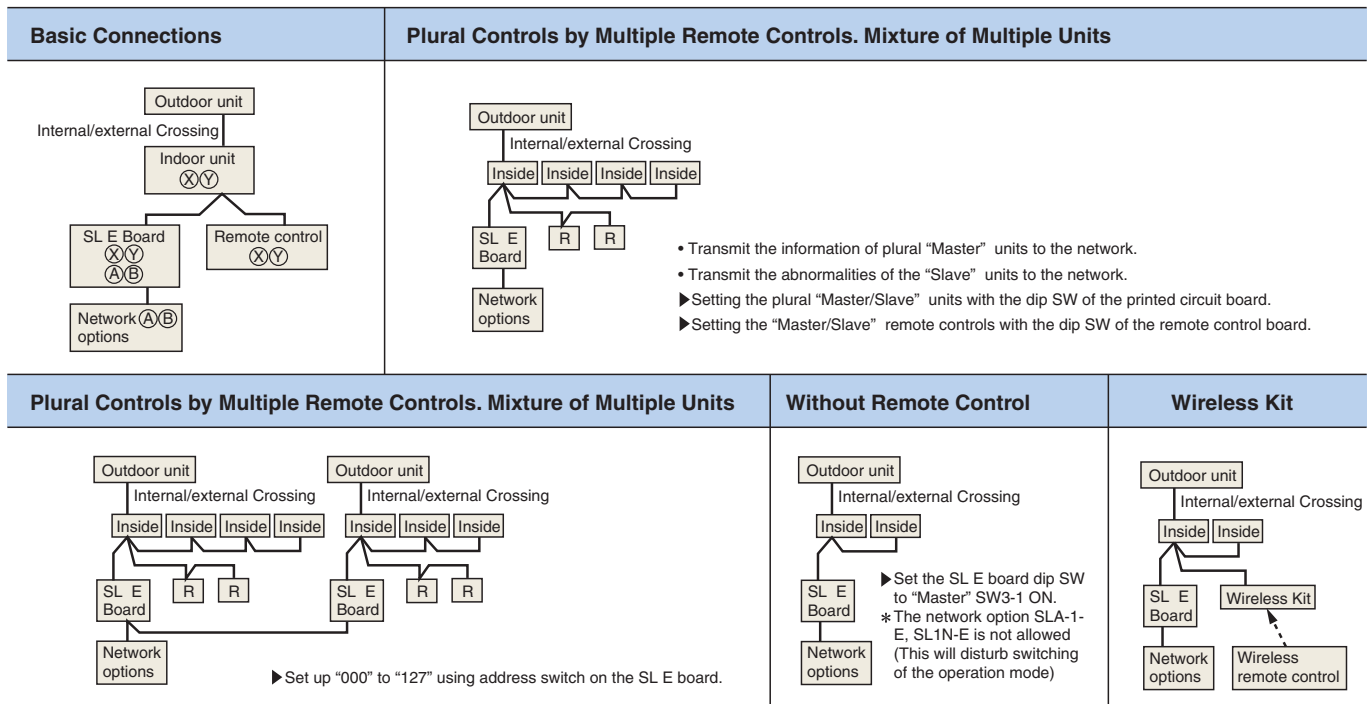 Basic Connections
Outdoor unit
Internal/external Crossing
Indoor unit
Ⓧ Ⓨ
SL E Board
Ⓧ Ⓨ
Ⓐ Ⓑ
Remote control
Ⓧ Ⓨ
Network Ⓐ Ⓑ
options
Plural Controls by Multiple Remote Controls. Mixture of Multiple Units
Outdoor unit
Internal/external Crossing
Inside Inside Inside Inside
SL E
Board
R R
Network
options
• Transmit the information of plural “Master” units to the network.
• Transmit the abnormalities of the “Slave” units to the network.
▶Setting the plural “Master/Slave” units with the dip SW of the printed circuit board.
▶Setting the “Master/Slave” remote controls with the dip SW of the remote control board.
Plural Controls by Multiple Remote Controls. Mixture of Multiple Units
Outdoor unit
Internal/external Crossing
Inside Inside Inside Inside
SL E
Board
R R
Network
options
Outdoor unit
Internal/external Crossing
Inside Inside Inside
SL E
Board
R R
▶Set up “000” to “127” using address switch on the SL E board.
Without Remote Control
Outdoor unit
Internal/external Crossing
Inside Inside
SL E
Board
Network
options
▶Set the SL E board dip SW
to “Master” SW3-1 ON.
＊The network option SLA-1-
E, SL1N-E is not allowed
(This will disturb switching
of the operation mode)
Wireless Kit
Outdoor unit
Internal/external Crossing
Inside Inside
SL E
Board
Wireless Kit
Network
options
Wireless
remote control